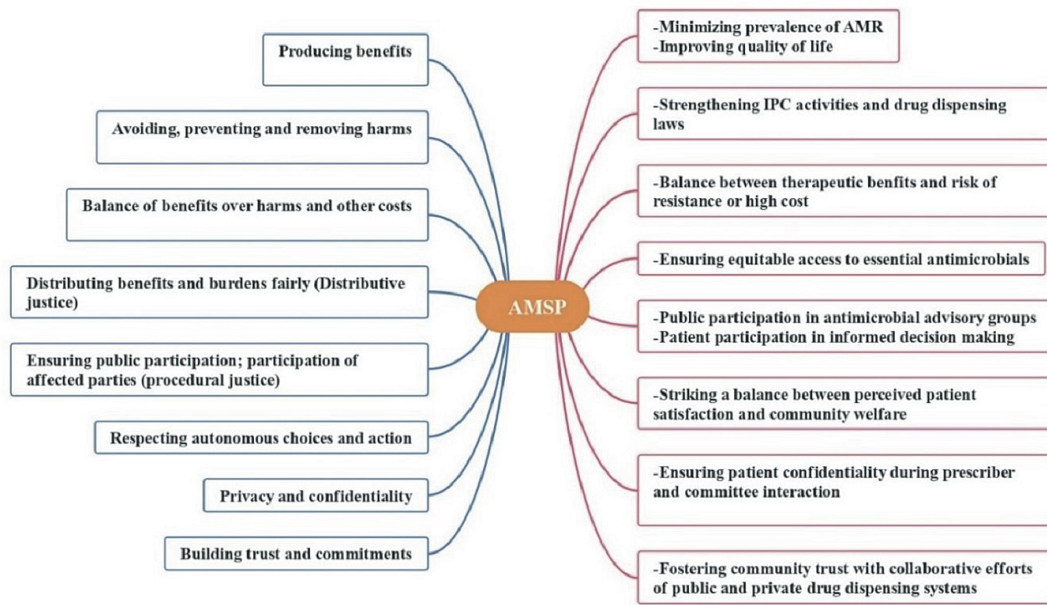 Producing benefits
Avoiding, preventing and removing harms
Balance of benefits over harms and other costs
Distributing benefits and burdens fairly (Distributive
justice)
Ensuring public participation; participation of
affected parties (procedural justice)
Respecting autonomous choices and action
Privacy and confidentiality
Building trust and commitments
AMSP
-Minimizing prevalence of AMR
-Improving quality of life
-Strengthening IPC activities and drug dispensing
laws
-Balance between therapeutic benfits and risk of
resistance or high cost
-Ensuring equitable access to essential antimicrobials
-Public participation in antimicrobial advisory groups
-Patient participation in informed decision making
-Striking a balance between perceived patient
satisfaction and community welfare
-Ensuring patient confidentiality during prescriber
and committee interaction
-Fostering community trust with collaborative efforts
of public and private drug dispensing systems